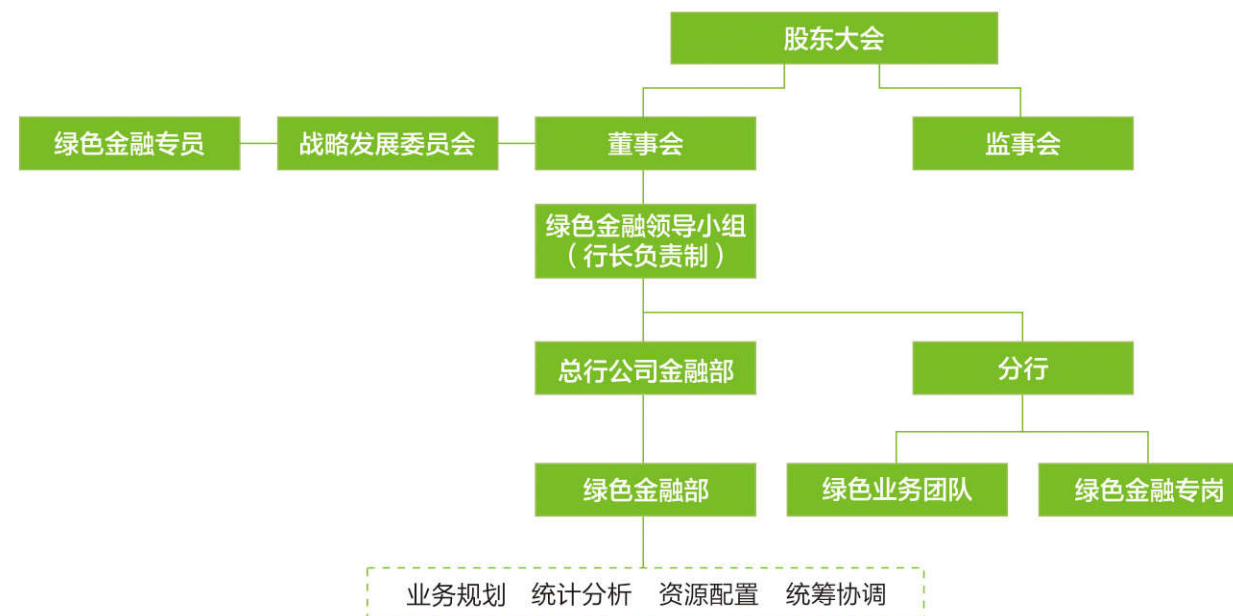 股东大会
绿色金融专员
战略发展委员会
董事会
监事会
绿色金融领导小组
（行长负责制）
总行公司金融部
分行
绿色金融部
绿色业务团队
绿色金融专岗
业务规划 统计分析 资源配置 统筹协调